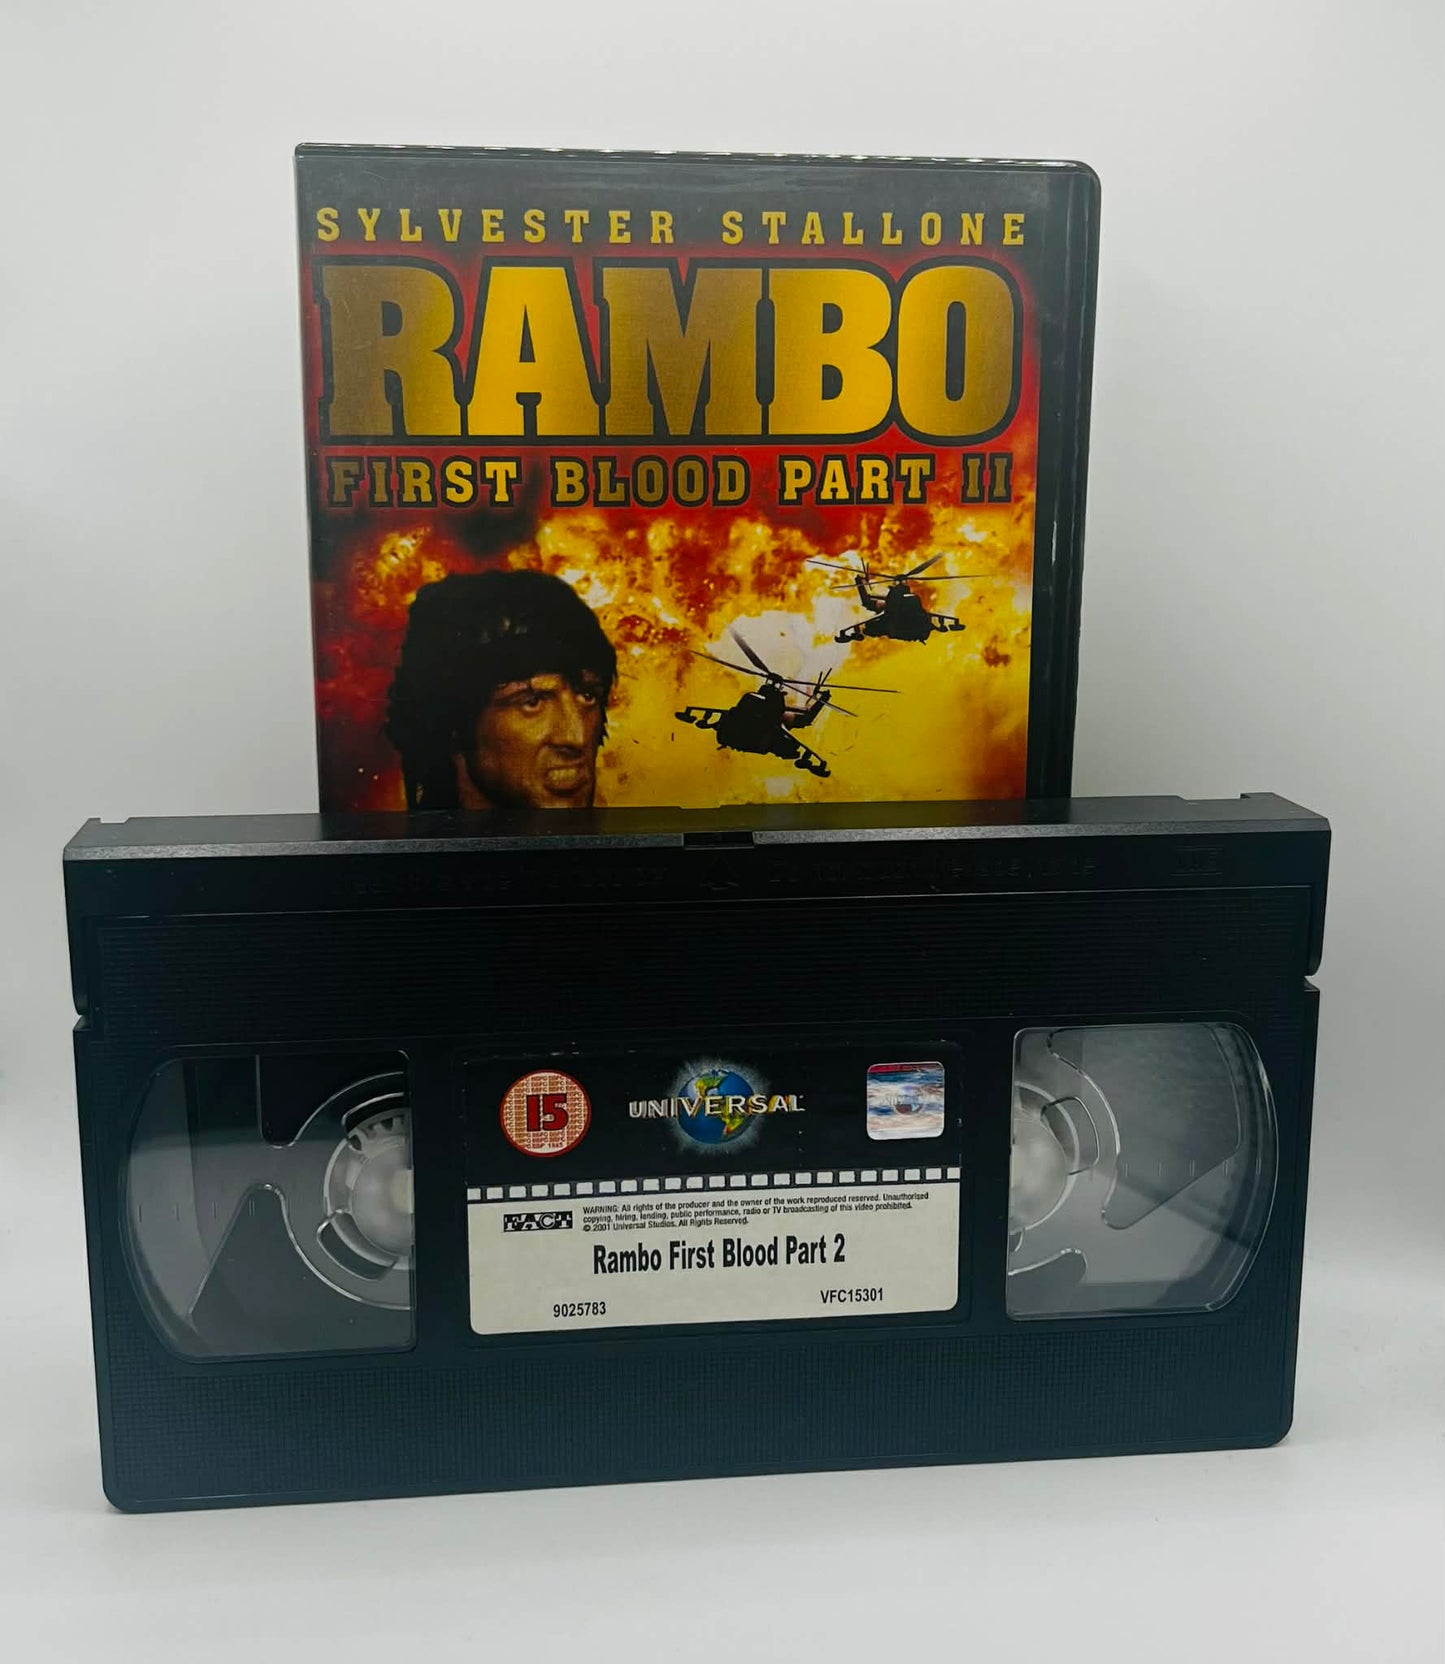 SYLVESTER STALLONE
RAMBO
FIRST BLOOD PART II
15
UNIVERSAL
FACT
WARNING: All rights of the producer and the owner of the work reproduced reserved. Unauthorised
copying, hiring, lending, public performance, radio or TV broadcasting of this video prohibited.
© 2001 Universal Studios. All Rights Reserved.
Rambo First Blood Part 2
9025783
VFC15301